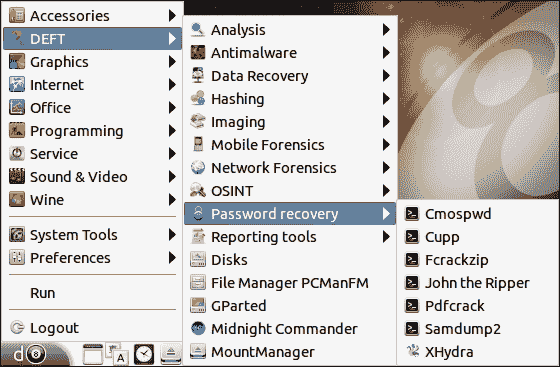 Accessories
DEFT
Graphics
Internet
Office
Programming
Service
Sound & Video
Wine
System Tools
Preferences
Run
Logout
Analysis
Antimalware
Data Recovery
Hashing
Imaging
Mobile Forensics
Network Forensics
OSINT
Password recovery
Reporting tools
Disks
File Manager PCManFM
GParted
Midnight Commander
MountManager
Cmospwd
Cupp
Fcrackzip
John the Ripper
Pdfcrack
Samdump2
XHydra
d8
A